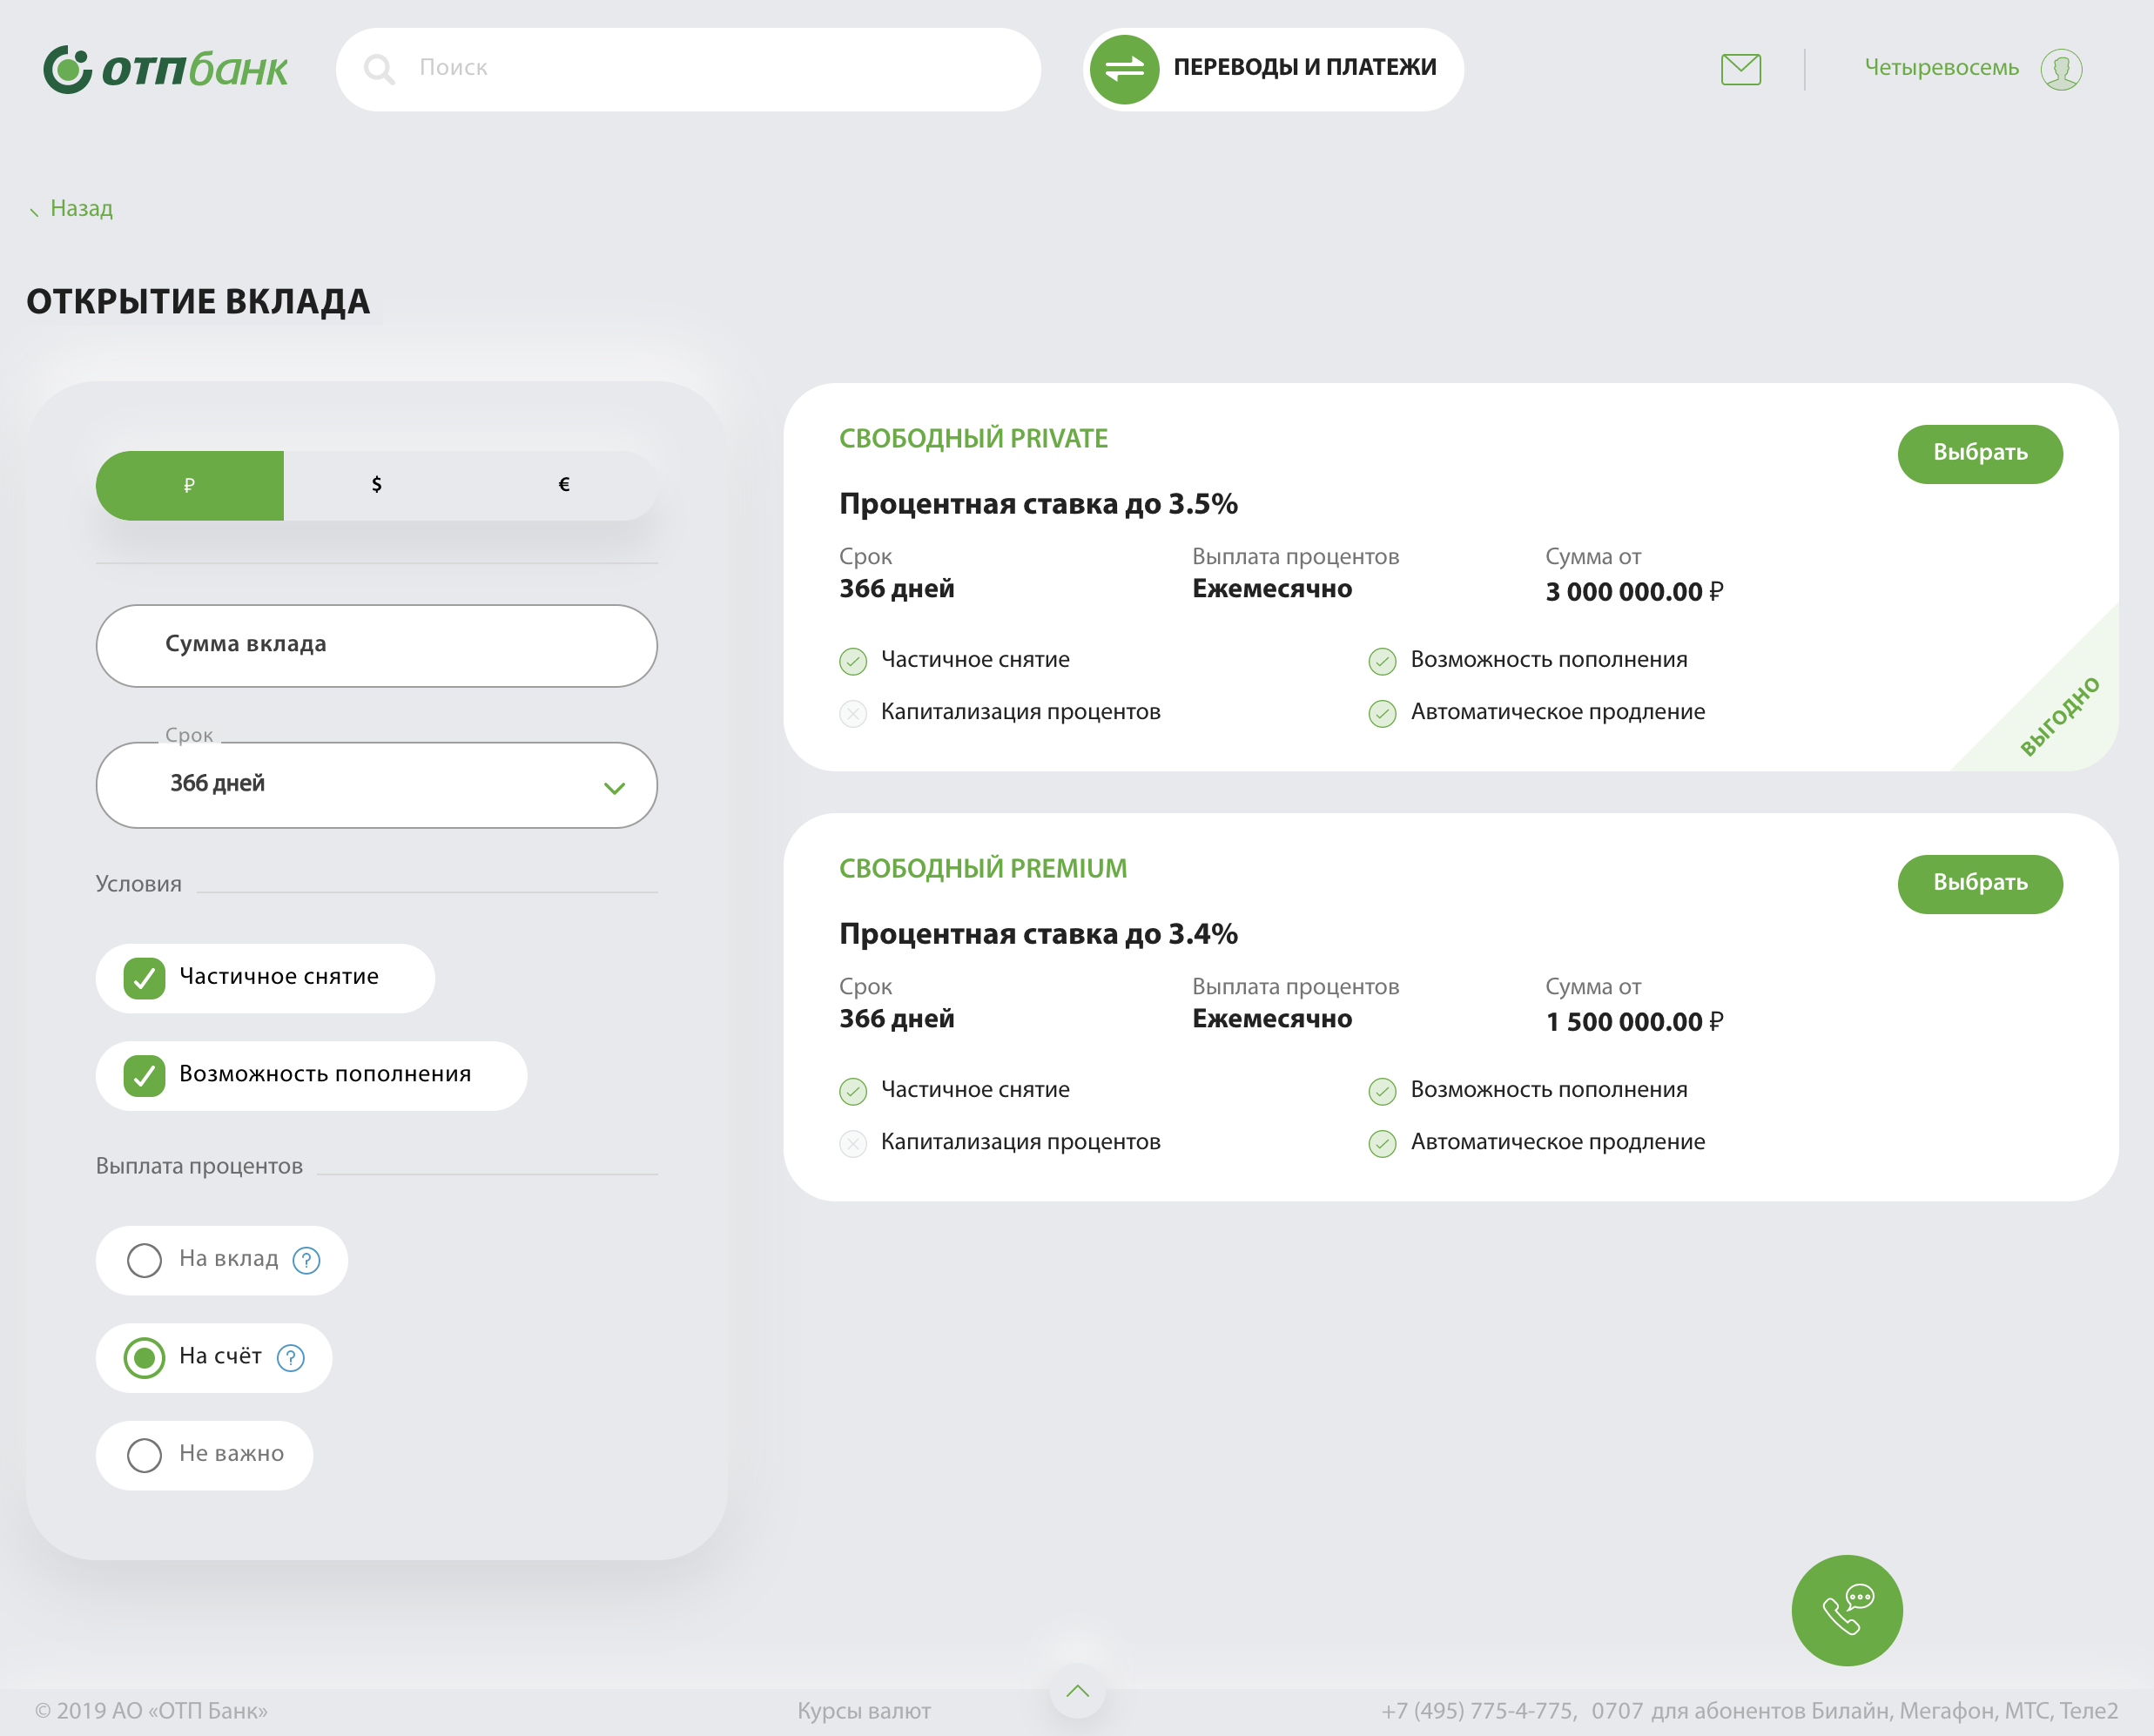 отпбанк
Поиск
ПЕРЕВОДЫ И ПЛАТЕЖИ
Четыревосемь
Назад
ОТКРЫТИЕ ВКЛАДА
₽ $ €
Сумма вклада
Срок
366 дней
Условия
Частичное снятие
Возможность пополнения
Выплата процентов
На вклад ?
На счёт ?
Не важно
СВОБОДНЫЙ PRIVATE
Выбрать
Процентная ставка до 3.5%
Срок Выплата процентов Сумма от
366 дней Ежемесячно 3 000 000.00 ₽
Частичное снятие Возможность пополнения
Капитализация процентов Автоматическое продление
ВЫГОДНО
СВОБОДНЫЙ PREMIUM
Выбрать
Процентная ставка до 3.4%
Срок Выплата процентов Сумма от
366 дней Ежемесячно 1 500 000.00 ₽
Частичное снятие Возможность пополнения
Капитализация процентов Автоматическое продление
© 2019 АО «ОТП Банк» Курсы валют +7 (495) 775-4-775, 0707 для абонентов Билайн, Мегафон, МТС, Теле2